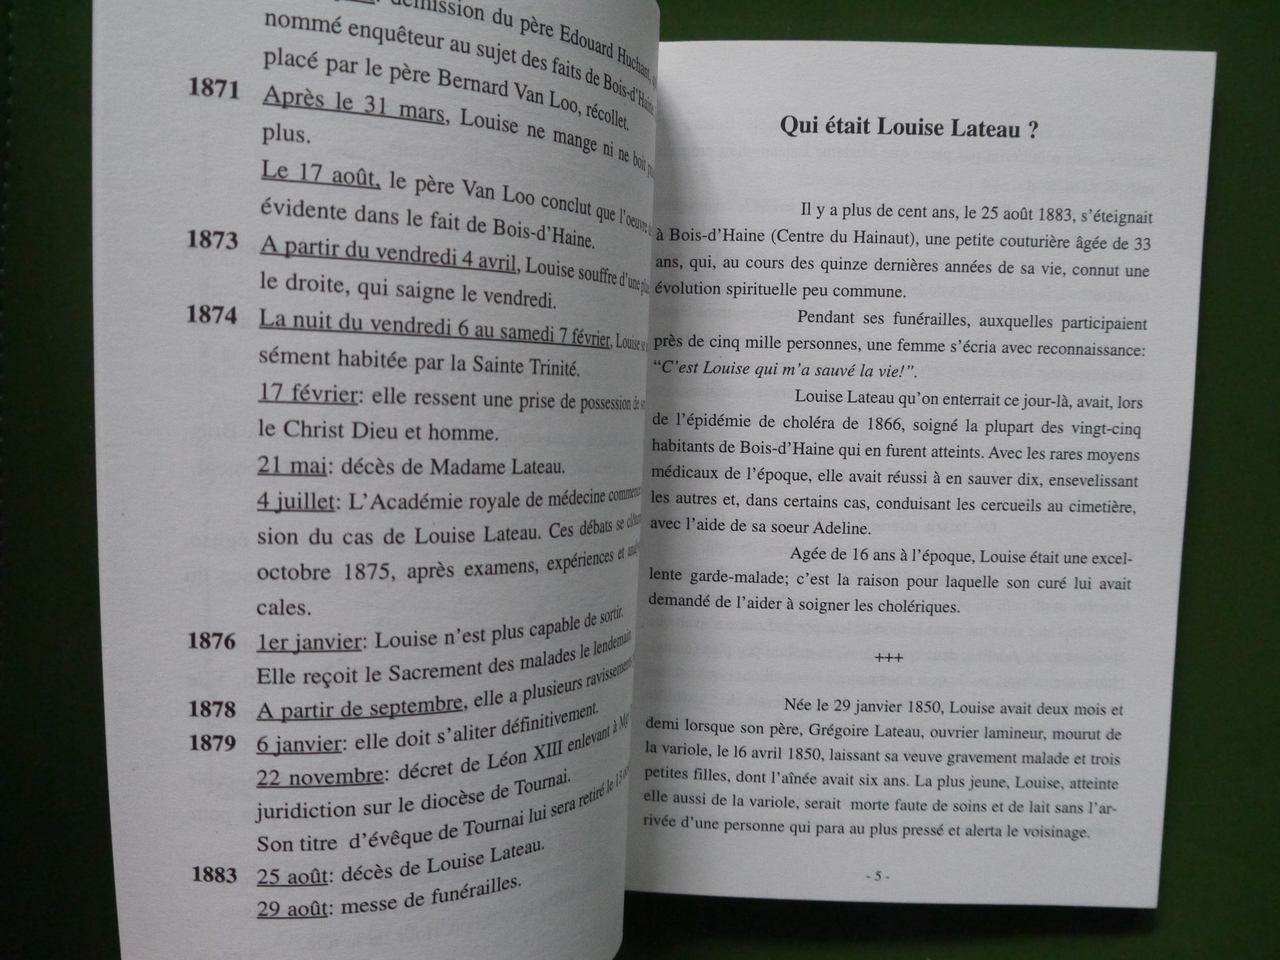 démission du père Edouard Huchant,
nommé enquêteur au sujet des faits de Bois-d'Haine,
placé par le père Bernard Van Loo, récollet.
1871 Après le 31 mars, Louise ne mange ni ne boit
plus.
Le 17 août, le père Van Loo conclut que l'oeuvre
évidente dans le fait de Bois-d'Haine.
1873 A partir du vendredi 4 avril, Louise souffre d'une
le droite, qui saigne le vendredi.
1874 La nuit du vendredi 6 au samedi 7 février, Louise
sément habitée par la Sainte Trinité.
17 février: elle ressent une prise de possession de
le Christ Dieu et homme.
21 mai: décès de Madame Lateau.
4 juillet: L'Académie royale de médecine
sion du cas de Louise Lateau. Ces débats se
octobre 1875, après examens, expériences et
cales.
1876 1er janvier: Louise n'est plus capable de sortir.
Elle reçoit le Sacrement des malades le lendemain.
1878 A partir de septembre, elle a plusieurs ravissements
1879 6 janvier: elle doit s'aliter définitivement.
22 novembre: décret de Léon XIII enlevant à Mgr
juridiction sur le diocèse de Tournai.
Son titre d'évêque de Tournai lui sera retiré le 13
1883 25 août: décès de Louise Lateau.
29 août: messe de funérailles.
Qui était Louise Lateau ?
Il y a plus de cent ans, le 25 août 1883, s'éteignait
à Bois-d'Haine (Centre du Hainaut), une petite couturière âgée de 33
ans, qui, au cours des quinze dernières années de sa vie, connut une
évolution spirituelle peu commune.
Pendant ses funérailles, auxquelles participaient
près de cinq mille personnes, une femme s'écria avec reconnaissance:
“C'est Louise qui m'a sauvé la vie!”.
Louise Lateau qu'on enterrait ce jour-là, avait, lors
de l'épidémie de choléra de 1866, soigné la plupart des vingt-cinq
habitants de Bois-d'Haine qui en furent atteints. Avec les rares moyens
médicaux de l'époque, elle avait réussi à en sauver dix, ensevelissant
les autres et, dans certains cas, conduisant les cercueils au cimetière,
avec l'aide de sa soeur Adeline.
Agée de 16 ans à l'époque, Louise était une excel-
lente garde-malade; c'est la raison pour laquelle son curé lui avait
demandé de l'aider à soigner les cholériques.
+++
Née le 29 janvier 1850, Louise avait deux mois et
demi lorsque son père, Grégoire Lateau, ouvrier lamineur, mourut de
la variole, le 16 avril 1850, laissant sa veuve gravement malade et trois
petites filles, dont l'aînée avait six ans. La plus jeune, Louise, atteinte
elle aussi de la variole, serait morte faute de soins et de lait sans l'ar-
rivée d'une personne qui para au plus pressé et alerta le voisinage.
- 5 -